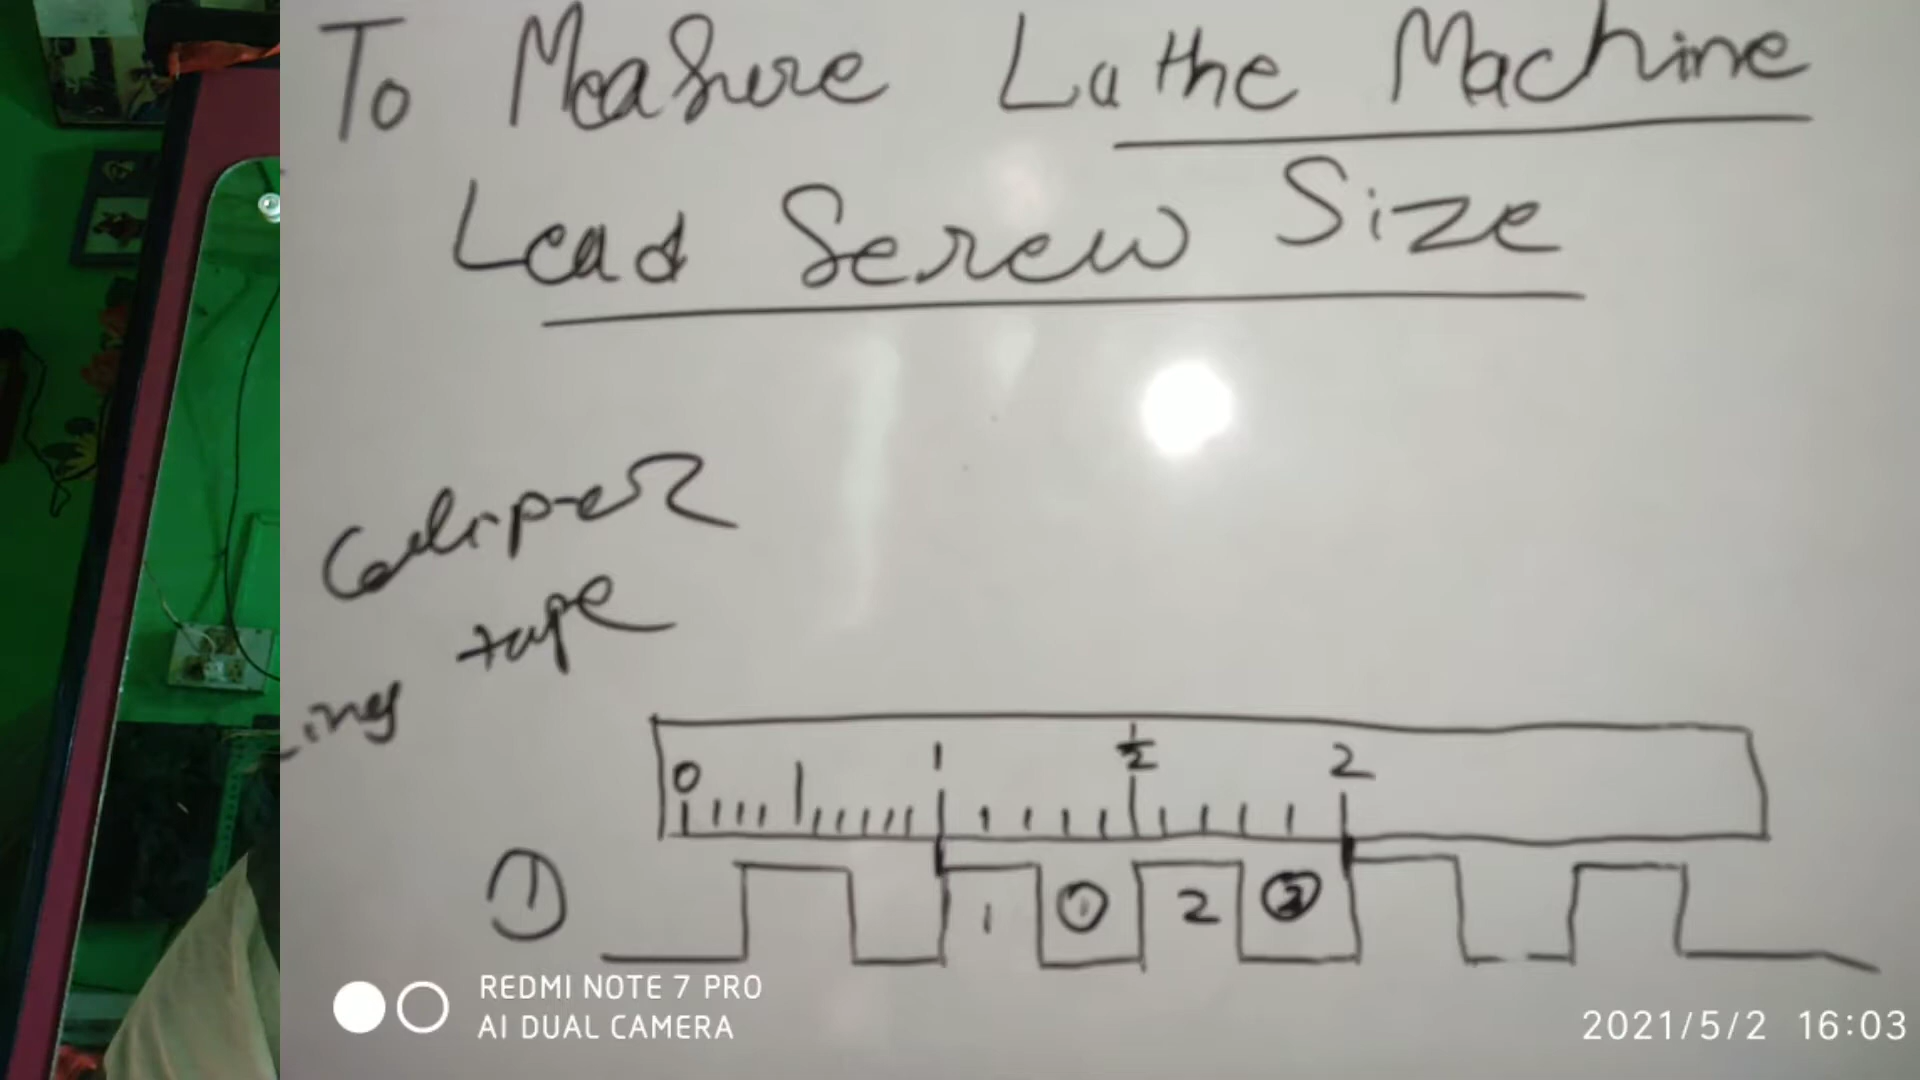 To Measure Lathe Machine
Lead Screw Size
Caliper
tape
0 1 ½ 2
① 1 ① 2 ②
REDMI NOTE 7 PRO
AI DUAL CAMERA
2021/5/2 16:03